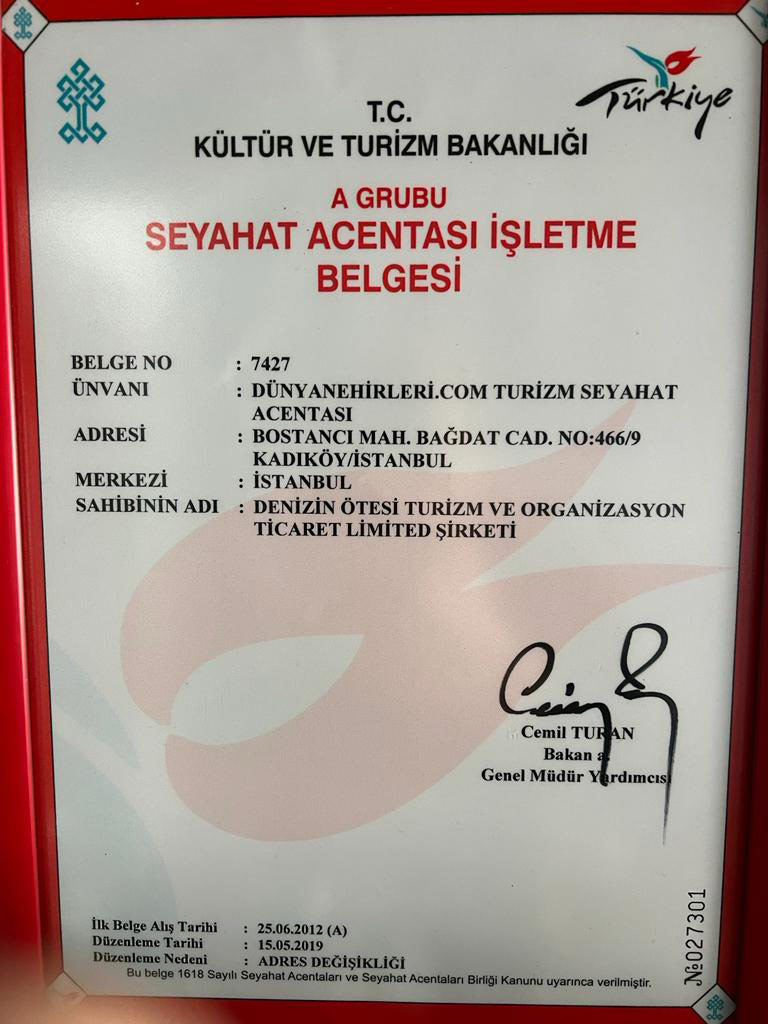 Türkiye
T.C.
KÜLTÜR VE TURİZM BAKANLIĞI
A GRUBU
SEYAHAT ACENTASI İŞLETME
BELGESİ
BELGE NO : 7427
ÜNVANI : DÜNYANEHİRLERİ.COM TURİZM SEYAHAT
ACENTASI
ADRESİ : BOSTANCI MAH. BAĞDAT CAD. NO:466/9
KADIKÖY/İSTANBUL
MERKEZİ : İSTANBUL
SAHİBİNİN ADI : DENİZİN ÖTESİ TURİZM VE ORGANİZASYON
TİCARET LİMİTED ŞİRKETİ
Cemil TURAN
Bakan a.
Genel Müdür Yardımcısı
İlk Belge Alış Tarihi : 25.06.2012 (A)
Düzenleme Tarihi : 15.05.2019
Düzenleme Nedeni : ADRES DEĞİŞİKLİĞİ
Bu belge 1618 Sayılı Seyahat Acentaları ve Seyahat Acentaları Birliği Kanunu uyarınca verilmiştir.
№027301